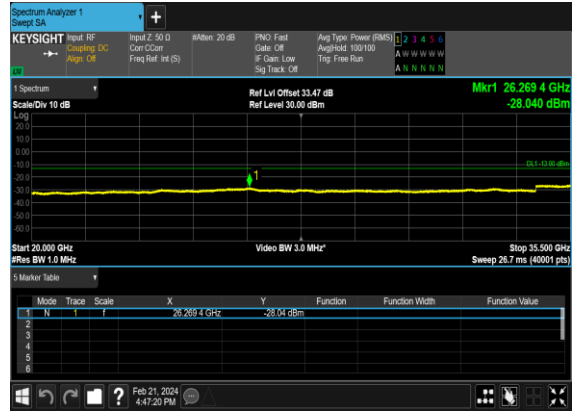 Spectrum Analyzer 1
Swept SA
+
KEYSIGHT Input: RF
Coupling: DC
Align: Off
Input Z: 50 Ω
Corr CCorr
Freq Ref: Int (S)
#Atten: 20 dB
PNO: Fast
Gate: Off
IF Gain: Low
Sig Track: Off
Avg Type: Power (RMS)
Avg|Hold: 100/100
Trig: Free Run
1 2 3 4 5 6
A W W W W W
A N N N N N
LW
1 Spectrum
Scale/Div 10 dB
Ref Lvl Offset 33.47 dB
Ref Level 30.00 dBm
Mkr1 26.269 4 GHz
-28.040 dBm
Log
20.0
10.0
0.00
-10.0
-20.0
-30.0
-40.0
-50.0
-60.0
DL1 -13.00 dBm
1
Start 20.000 GHz
#Res BW 1.0 MHz
Video BW 3.0 MHz*
Stop 35.500 GHz
Sweep 26.7 ms (40001 pts)
5 Marker Table
Mode Trace Scale X Y Function Function Width Function Value
1 N 1 f 26.269 4 GHz -28.04 dBm
2
3
4
5
6
? Feb 21, 2024
4:47:20 PM